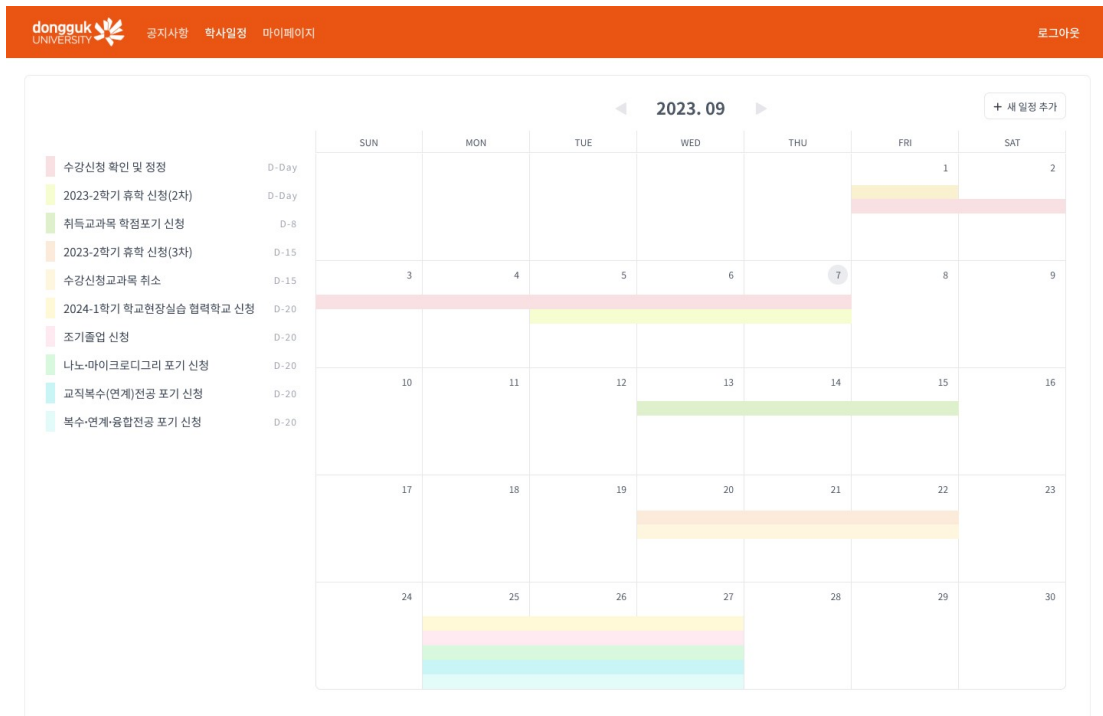 dongguk
UNIVERSITY
공지사항 학사일정 마이페이지 로그아웃
2023. 09
+ 새 일정 추가
SUN MON TUE WED THU FRI SAT
수강신청 확인 및 정정 D-Day
2023-2학기 휴학 신청(2차) D-Day
취득교과목 학점포기 신청 D-8
2023-2학기 휴학 신청(3차) D-15
수강신청교과목 취소 D-15
2024-1학기 학교현장실습 협력학교 신청 D-20
조기졸업 신청 D-20
나노·마이크로디그리 포기 신청 D-20
교직복수(연계)전공 포기 신청 D-20
복수·연계·융합전공 포기 신청 D-20
1 2
3 4 5 6 7 8 9
10 11 12 13 14 15 16
17 18 19 20 21 22 23
24 25 26 27 28 29 30